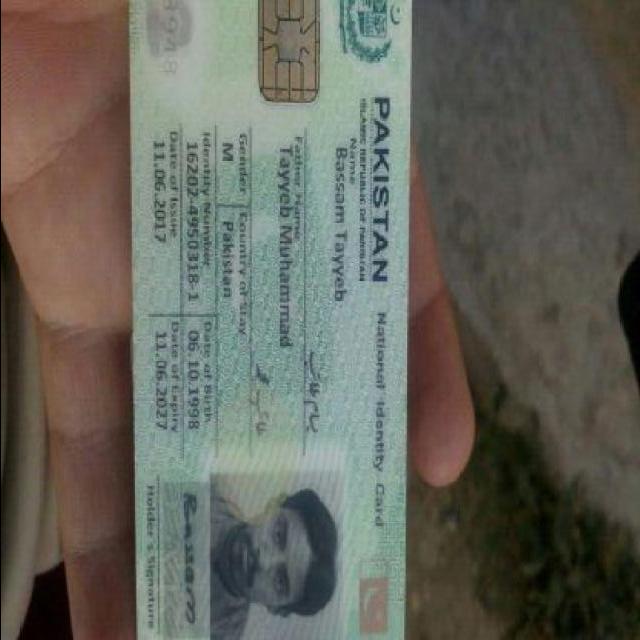 PAKISTAN National Identity Card
ISLAMIC REPUBLIC OF PAKISTAN
Name
Bassam Tayyeb
Father Name
Tayyeb Muhammad
Gender Country of Stay
M Pakistan
Identity Number Date of Birth
16202-4950318-1 06.10.1998
Date of Issue Date of Expiry
11.06.2017 11.06.2027
Holder's Signature